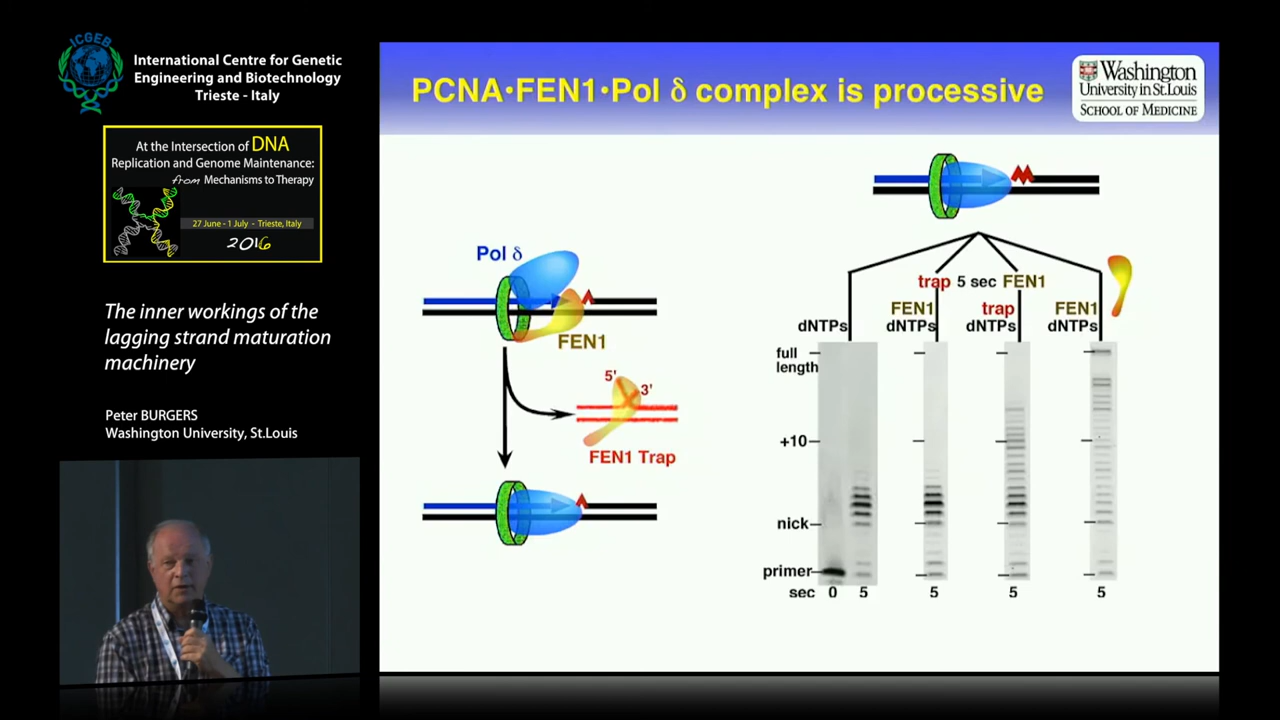 ICGEB
International Centre for Genetic
Engineering and Biotechnology
Trieste - Italy
At the Intersection of DNA
Replication and Genome Maintenance:
from Mechanisms to Therapy
27 June - 1 July - Trieste, Italy
2016
The inner workings of the
lagging strand maturation
machinery
Peter BURGERS
Washington University, St.Louis
PCNA•FEN1•Pol δ complex is processive
Washington
University in St. Louis
SCHOOL OF MEDICINE
Pol δ
FEN1
5' 3'
FEN1 Trap
trap 5 sec FEN1
FEN1 trap FEN1
dNTPs dNTPs dNTPs dNTPs
full
length
+10
nick
primer
sec 0 5 5 5 5